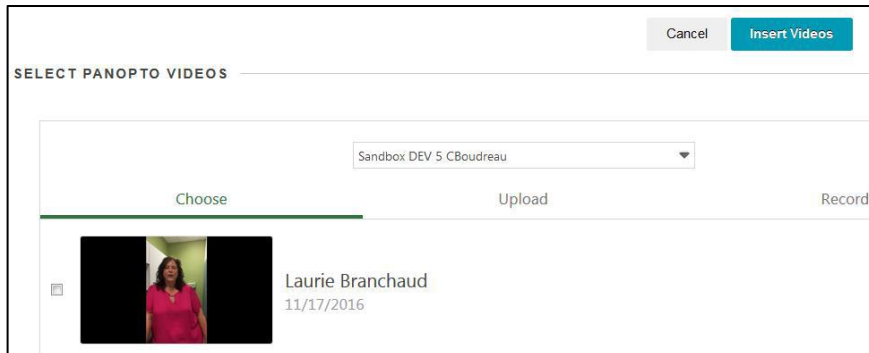 Cancel Insert Videos
SELECT PANOPTO VIDEOS
Sandbox DEV 5 CBoudreau
Choose Upload Record
Laurie Branchaud
11/17/2016